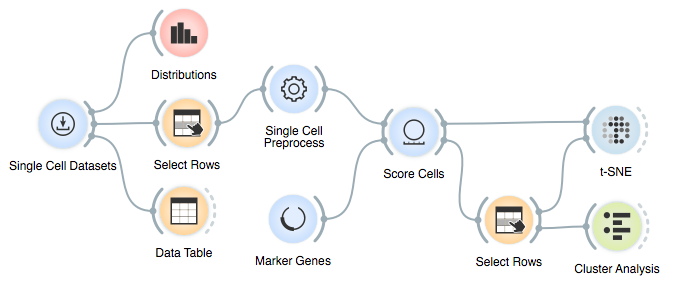 Distributions
Single Cell Datasets
Select Rows
Data Table
Single Cell
Preprocess
Marker Genes
Score Cells
Select Rows
t-SNE
Cluster Analysis